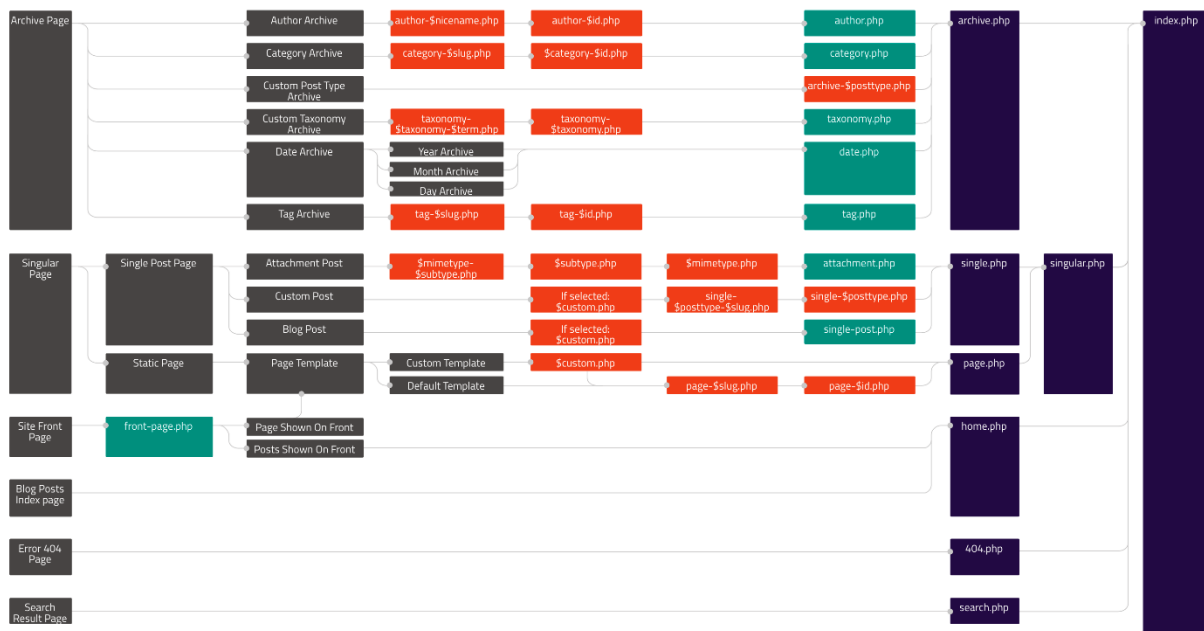 Archive Page
Author Archive
author-$nicename.php
author-$id.php
author.php
archive.php
index.php
Category Archive
category-$slug.php
$category-$id.php
category.php
Custom Post Type
Archive
archive-$posttype.php
Custom Taxonomy
Archive
taxonomy-
$taxonomy-$term.php
taxonomy-
$taxonomy.php
taxonomy.php
Date Archive
Year Archive
Month Archive
Day Archive
date.php
Tag Archive
tag-$slug.php
tag-$id.php
tag.php
Singular
Page
Single Post Page
Attachment Post
$mimetype-
$subtype.php
$subtype.php
$mimetype.php
attachment.php
single.php
singular.php
Custom Post
If selected:
$custom.php
single-
$posttype-$slug.php
single-$posttype.php
Blog Post
If selected:
$custom.php
single-post.php
Static Page
Page Template
Custom Template
$custom.php
page.php
Default Template
page-$slug.php
page-$id.php
Site Front
Page
front-page.php
Page Shown On Front
Posts Shown On Front
home.php
Blog Posts
Index page
Error 404
Page
404.php
Search
Result Page
search.php